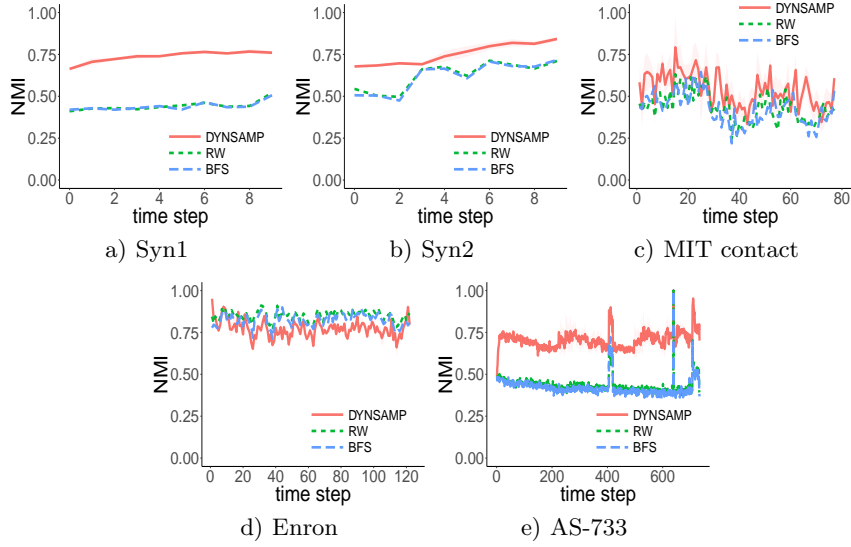 1.00
0.75
0.50
0.25
0.00
NMI
0 2 4 6 8
time step
DYNSAMP
RW
BFS
a) Syn1
1.00
0.75
0.50
0.25
0.00
NMI
0 2 4 6 8
time step
DYNSAMP
RW
BFS
b) Syn2
1.00
0.75
0.50
0.25
0.00
NMI
0 20 40 60 80
time step
DYNSAMP
RW
BFS
c) MIT contact
1.00
0.75
0.50
0.25
0.00
NMI
0 20 40 60 80 100 120
time step
DYNSAMP
RW
BFS
d) Enron
1.00
0.75
0.50
0.25
0.00
NMI
0 200 400 600
time step
DYNSAMP
RW
BFS
e) AS-733